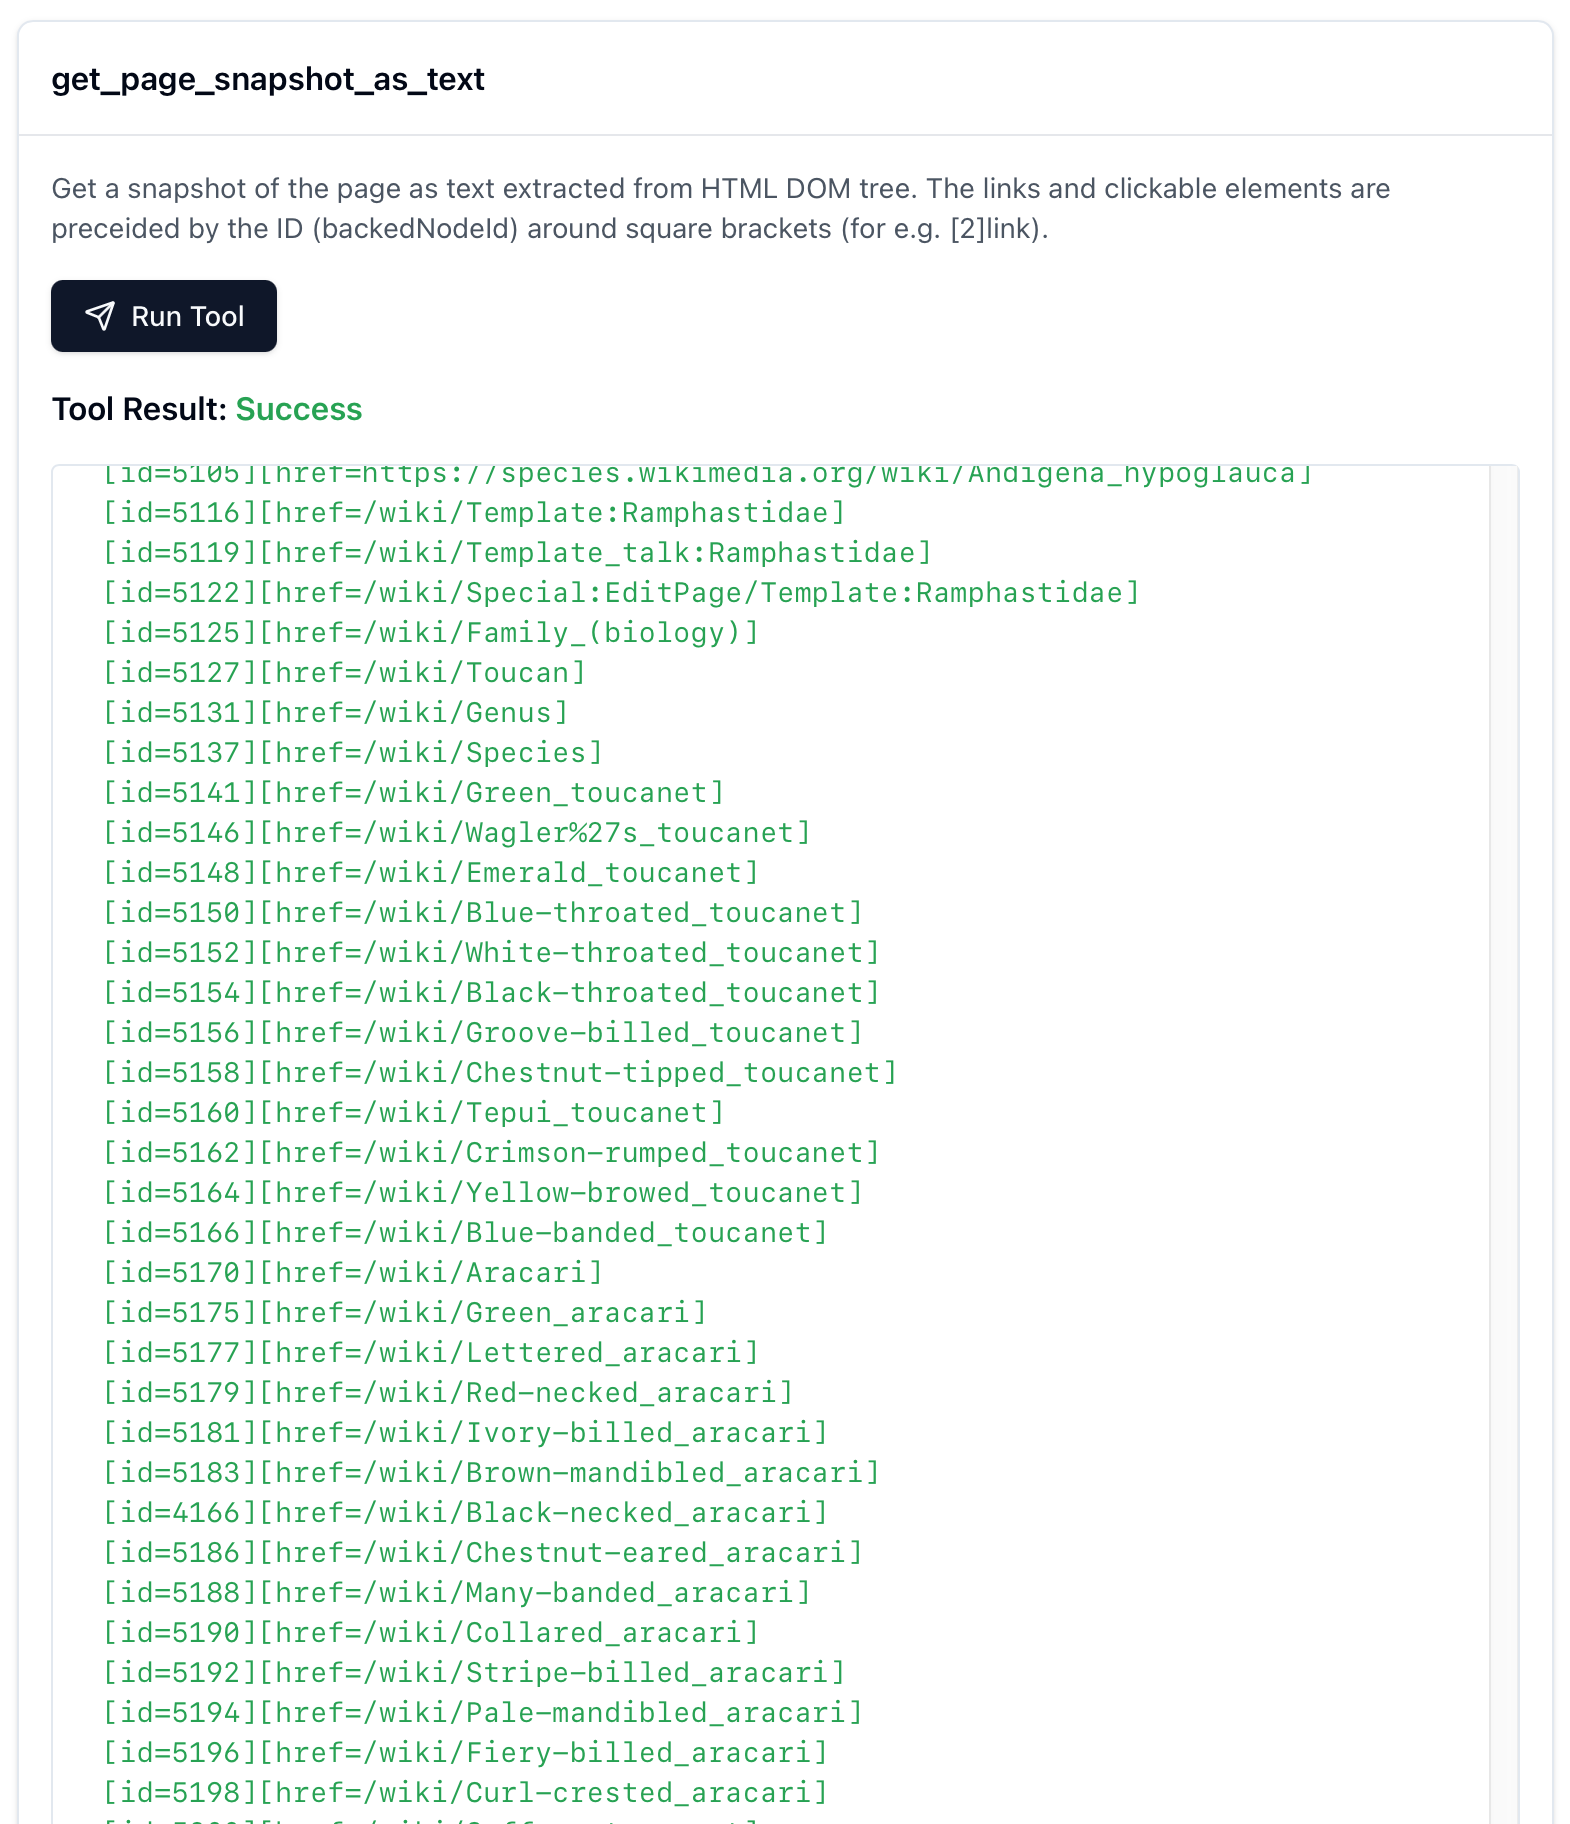 get_page_snapshot_as_text
Get a snapshot of the page as text extracted from HTML DOM tree. The links and clickable elements are
preceided by the ID (backedNodeId) around square brackets (for e.g. [2]link).
Run Tool
Tool Result: Success
[id=5105][href=https://species.wikimedia.org/wiki/Andigena_hypoglauca]
[id=5116][href=/wiki/Template:Ramphastidae]
[id=5119][href=/wiki/Template_talk:Ramphastidae]
[id=5122][href=/wiki/Special:EditPage/Template:Ramphastidae]
[id=5125][href=/wiki/Family_(biology)]
[id=5127][href=/wiki/Toucan]
[id=5131][href=/wiki/Genus]
[id=5137][href=/wiki/Species]
[id=5141][href=/wiki/Green_toucanet]
[id=5146][href=/wiki/Wagler%27s_toucanet]
[id=5148][href=/wiki/Emerald_toucanet]
[id=5150][href=/wiki/Blue-throated_toucanet]
[id=5152][href=/wiki/White-throated_toucanet]
[id=5154][href=/wiki/Black-throated_toucanet]
[id=5156][href=/wiki/Groove-billed_toucanet]
[id=5158][href=/wiki/Chestnut-tipped_toucanet]
[id=5160][href=/wiki/Tepui_toucanet]
[id=5162][href=/wiki/Crimson-rumped_toucanet]
[id=5164][href=/wiki/Yellow-browed_toucanet]
[id=5166][href=/wiki/Blue-banded_toucanet]
[id=5170][href=/wiki/Aracari]
[id=5175][href=/wiki/Green_aracari]
[id=5177][href=/wiki/Lettered_aracari]
[id=5179][href=/wiki/Red-necked_aracari]
[id=5181][href=/wiki/Ivory-billed_aracari]
[id=5183][href=/wiki/Brown-mandibled_aracari]
[id=4166][href=/wiki/Black-necked_aracari]
[id=5186][href=/wiki/Chestnut-eared_aracari]
[id=5188][href=/wiki/Many-banded_aracari]
[id=5190][href=/wiki/Collared_aracari]
[id=5192][href=/wiki/Stripe-billed_aracari]
[id=5194][href=/wiki/Pale-mandibled_aracari]
[id=5196][href=/wiki/Fiery-billed_aracari]
[id=5198][href=/wiki/Curl-crested_aracari]